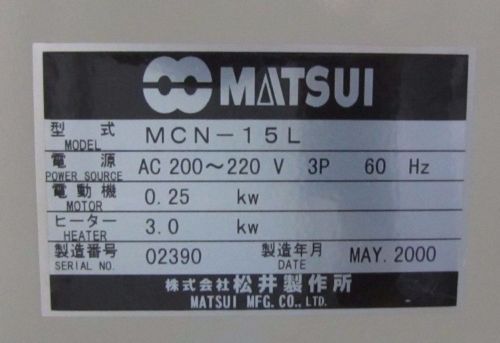 MATSUI
型式 MCN-15L
MODEL
電源 AC 200～220 V 3P 60 Hz
POWER SOURCE
電動機 0.25 kw
MOTOR
ヒーター 3.0 kw
HEATER
製造番号 02390 製造年月 MAY. 2000
SERIAL NO. DATE
株式会社 松井製作所
MATSUI MFG. CO., LTD.